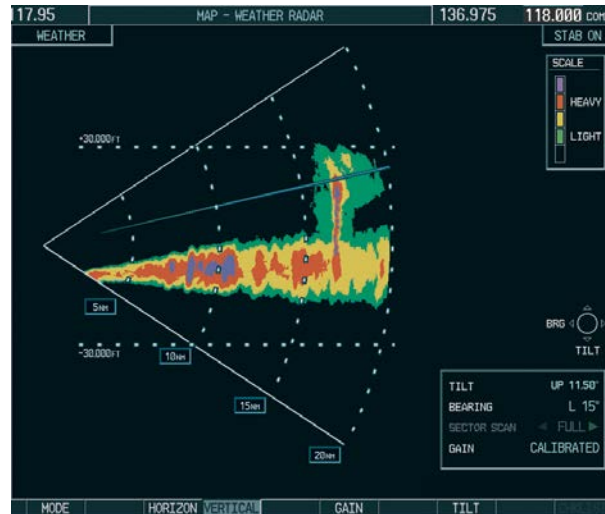 17.95 MAP – WEATHER RADAR 136.975 118.000 COM
WEATHER STAB ON
SCALE
HEAVY
LIGHT
+30.000FT
5NM
-30.000FT
10NM
15NM
20NM
BRG
TILT
TILT UP 11.50°
BEARING L 15°
SECTOR SCAN FULL
GAIN CALIBRATED
MODE HORIZON VERTICAL GAIN TILT